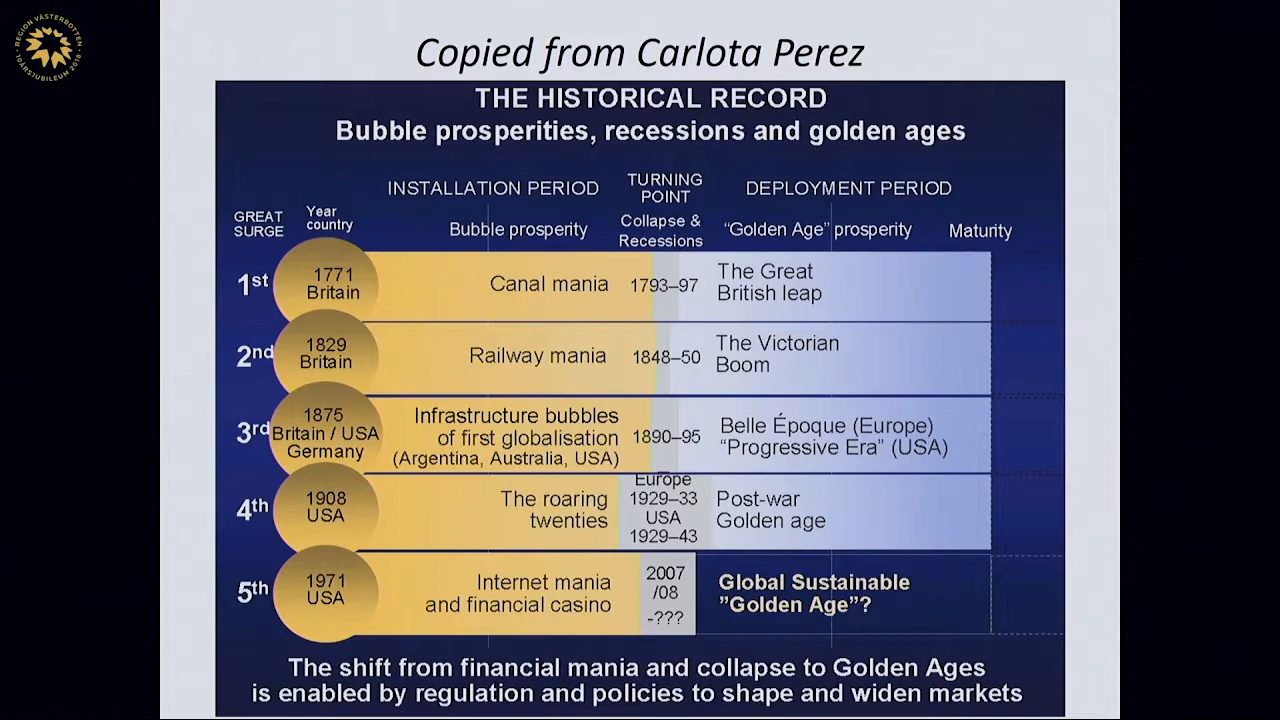 REGION VÄSTERBOTTEN
10 ÅRSJUBILEUM 2018
Copied from Carlota Perez
THE HISTORICAL RECORD
Bubble prosperities, recessions and golden ages
INSTALLATION PERIOD
TURNING
POINT
DEPLOYMENT PERIOD
GREAT
SURGE
Year
country
Bubble prosperity
Collapse &
Recessions
“Golden Age” prosperity
Maturity
1st
1771
Britain
Canal mania
1793–97
The Great
British leap
2nd
1829
Britain
Railway mania
1848–50
The Victorian
Boom
3rd
1875
Britain / USA
Germany
Infrastructure bubbles
of first globalisation
(Argentina, Australia, USA)
1890–95
Belle Époque (Europe)
“Progressive Era” (USA)
4th
1908
USA
The roaring
twenties
Europe
1929–33
USA
1929–43
Post-war
Golden age
5th
1971
USA
Internet mania
and financial casino
2007
/08
-???
Global Sustainable
”Golden Age”?
The shift from financial mania and collapse to Golden Ages
is enabled by regulation and policies to shape and widen markets